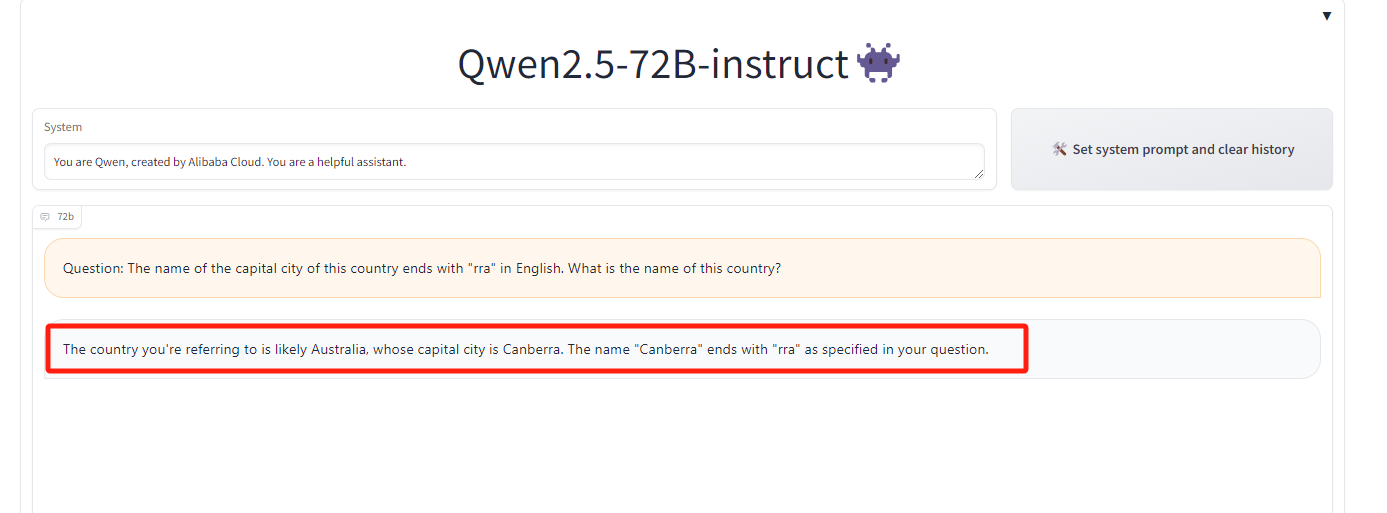 Qwen2.5-72B-instruct
System
You are Qwen, created by Alibaba Cloud. You are a helpful assistant.
Set system prompt and clear history
72b
Question: The name of the capital city of this country ends with "rra" in English. What is the name of this country?
The country you're referring to is likely Australia, whose capital city is Canberra. The name "Canberra" ends with "rra" as specified in your question.